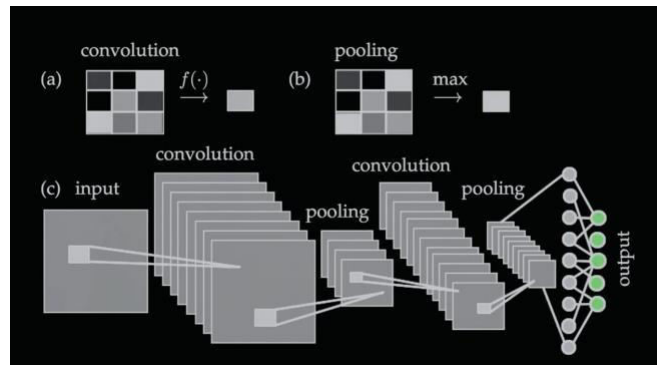 convolution
(a) f(·)
pooling
(b) max
(c) input
convolution
pooling
convolution
pooling
output